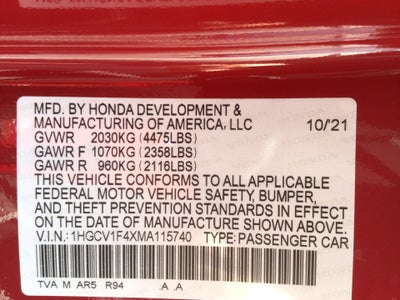 MFD. BY HONDA DEVELOPMENT &
MANUFACTURING OF AMERICA, LLC 10/'21
GVWR 2030KG (4475LBS)
GAWR F 1070KG (2358LBS)
GAWR R 960KG (2116LBS)
THIS VEHICLE CONFORMS TO ALL APPLICABLE
FEDERAL MOTOR VEHICLE SAFETY, BUMPER,
AND THEFT PREVENTION STANDARDS IN EFFECT
ON THE DATE OF MANUFACTURE SHOWN ABOVE.
V.I.N.: 1HGCV1F4XMA115740 TYPE: PASSENGER CAR
TVA M AR5 R94 .A .A